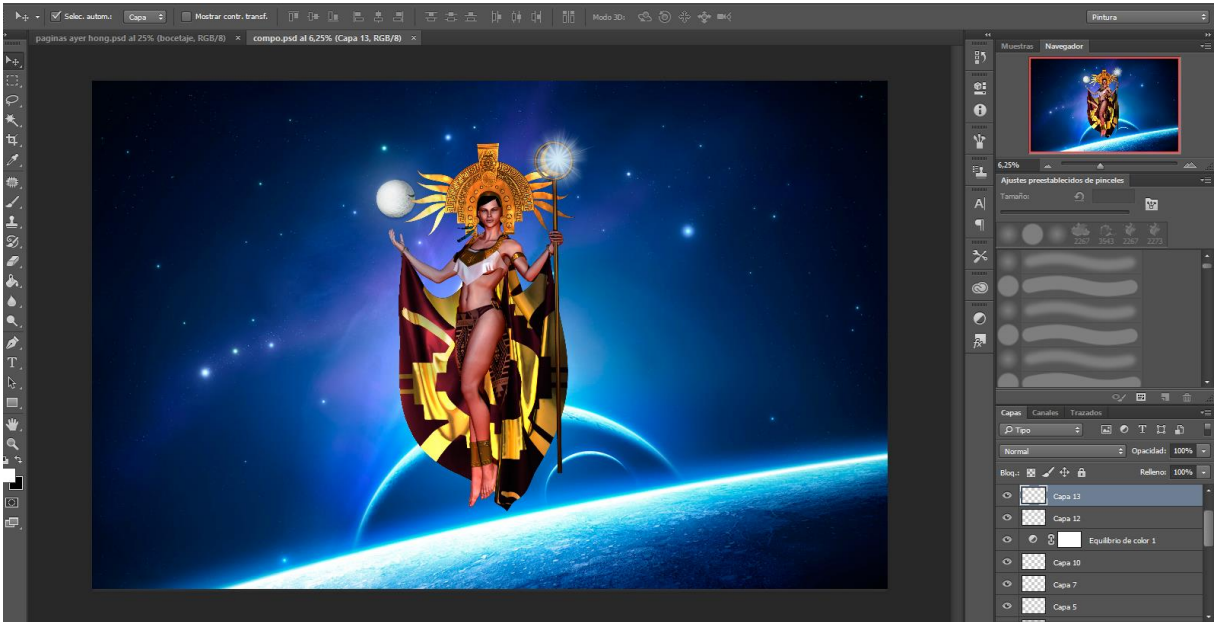 Selec. autom.: Capa Mostrar contr. transf. Modo 3D: Pintura
paginas ayer hong.psd al 25% (bocetaje, RGB/8) × compo.psd al 6,25% (Capa 13, RGB/8) ×
Muestras Navegador
6,25%
Ajustes preestablecidos de pinceles
Tamaño:
2267 3543 2267 2273
Capas Canales Trazados
Tipo
Normal Opacidad: 100%
Bloq.: Relleno: 100%
Capa 13
Capa 12
Equilibrio de color 1
Capa 10
Capa 7
Capa 5